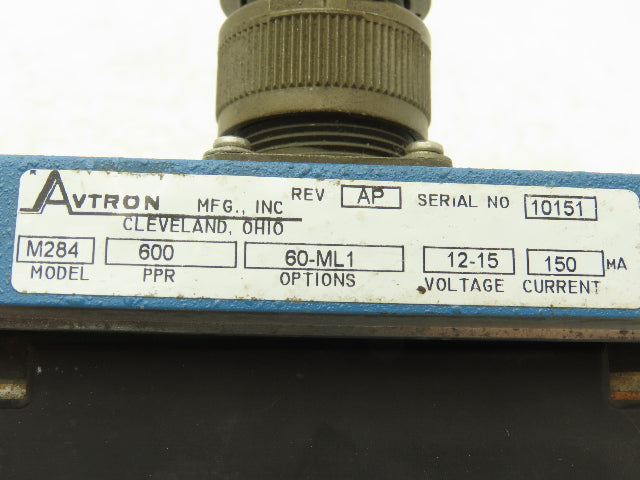 AVTRON MFG., INC REV AP SERIAL NO 10151
CLEVELAND, OHIO
M284 600 60-ML1 12-15 150 MA
MODEL PPR OPTIONS VOLTAGE CURRENT